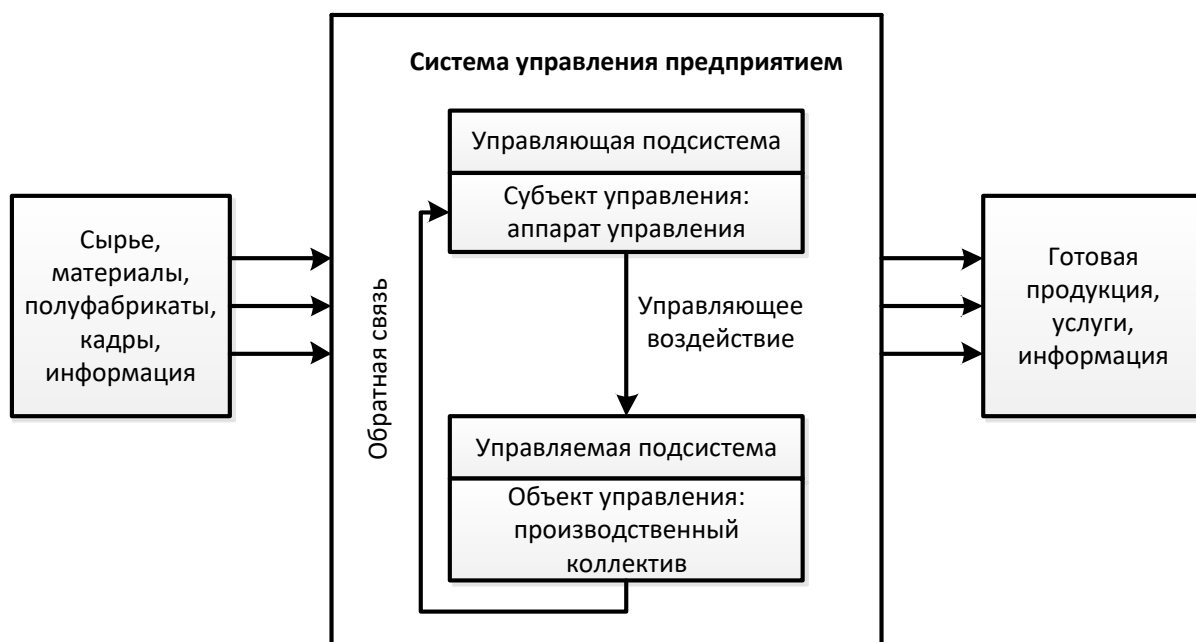 Система управления предприятием
Управляющая подсистема
Субъект управления:
аппарат управления
Сырье,
материалы,
полуфабрикаты,
кадры,
информация
Обратная связь
Управляющее
воздействие
Управляемая подсистема
Объект управления:
производственный
коллектив
Готовая
продукция,
услуги,
информация